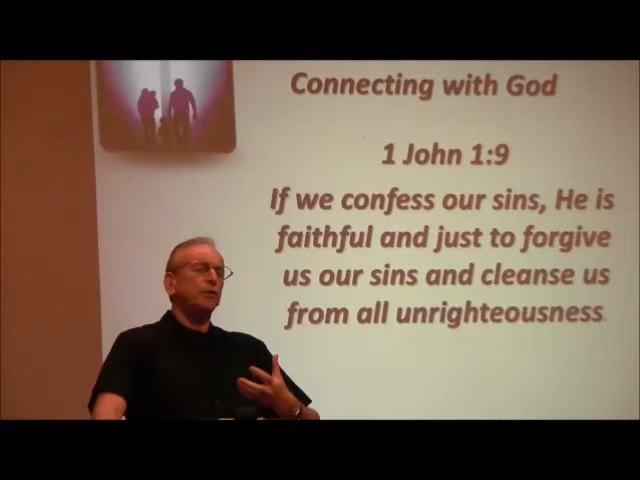 Connecting with God
1 John 1:9
If we confess our sins, He is
faithful and just to forgive
us our sins and cleanse us
from all unrighteousness.